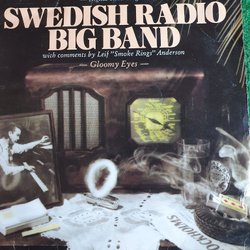 SWEDISH RADIO
BIG BAND
with comments by Leif "Smoke Rings" Anderson
— Gloomy Eyes —